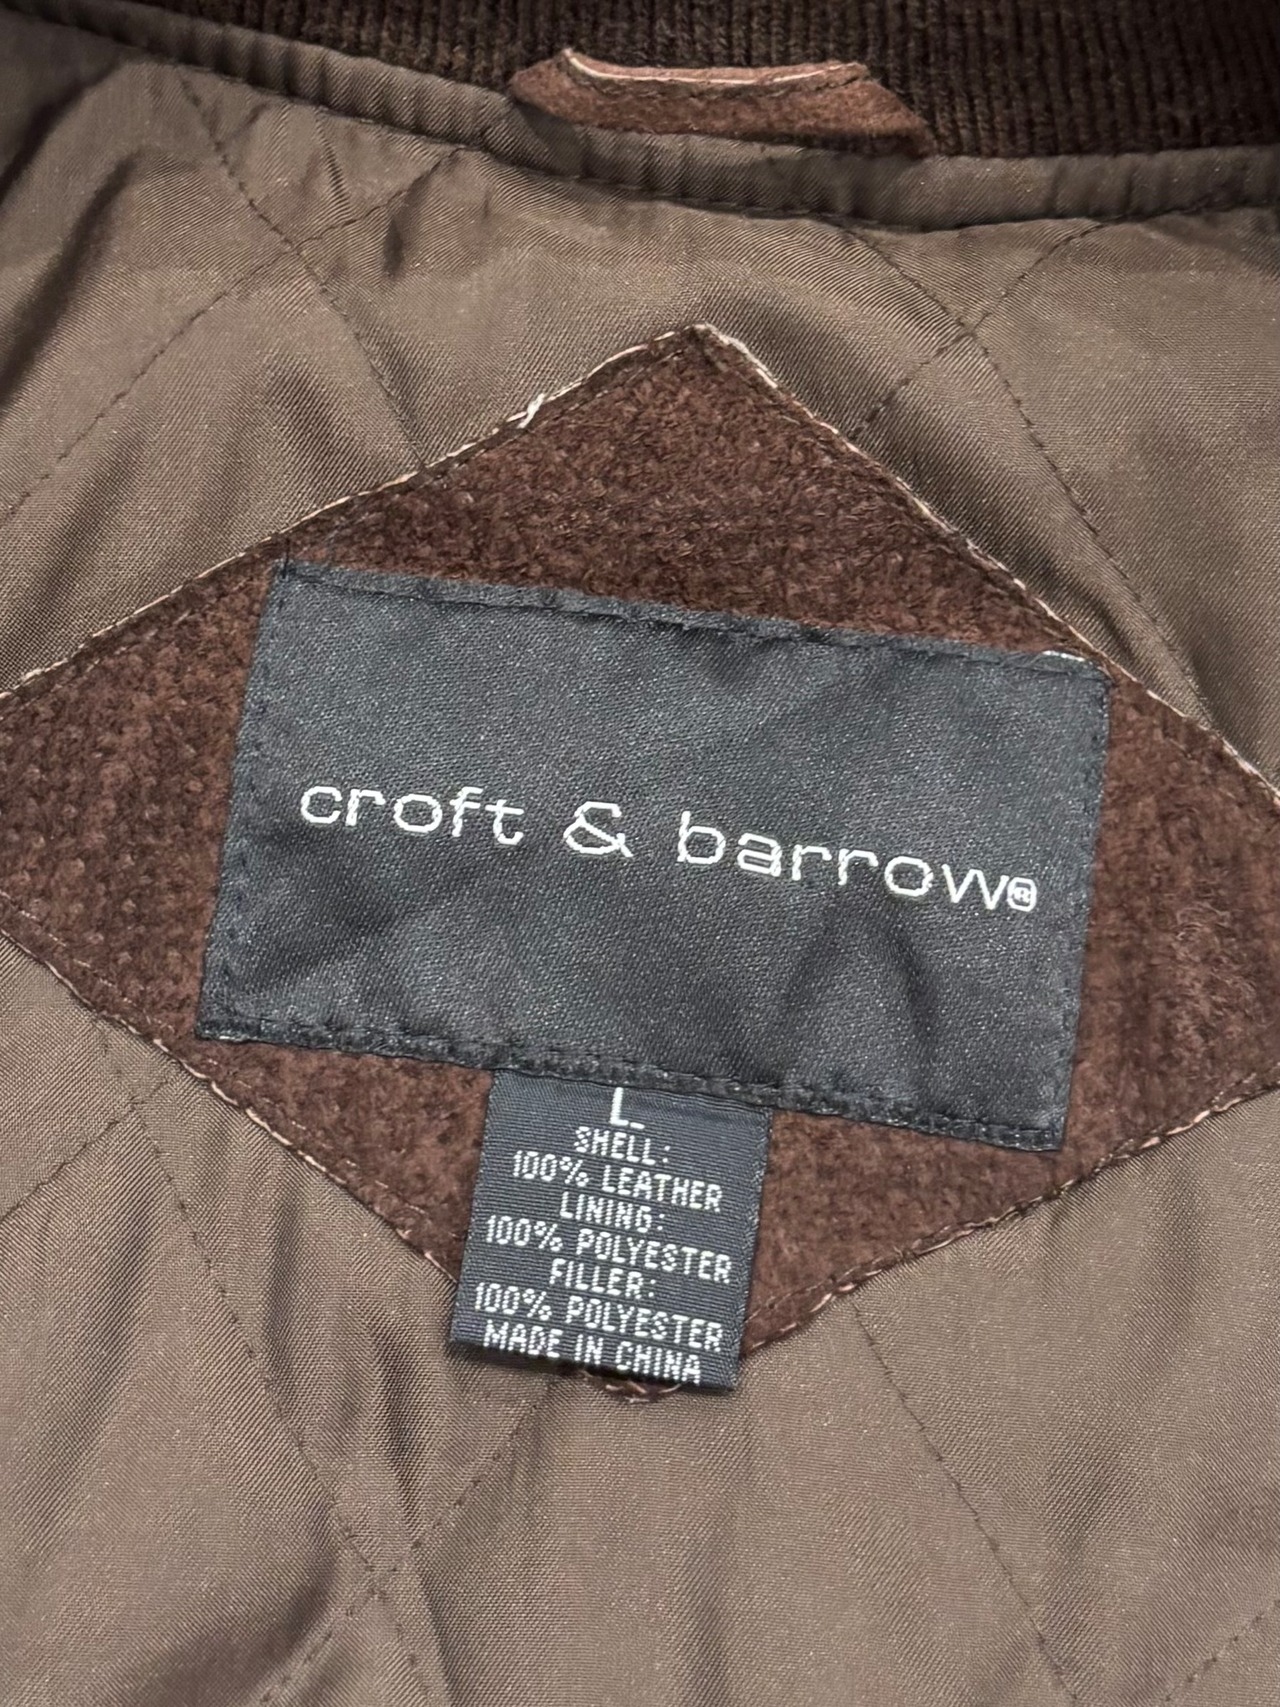 croft & barrow®
L
SHELL:
100% LEATHER
LINING:
100% POLYESTER
FILLER:
100% POLYESTER
MADE IN CHINA